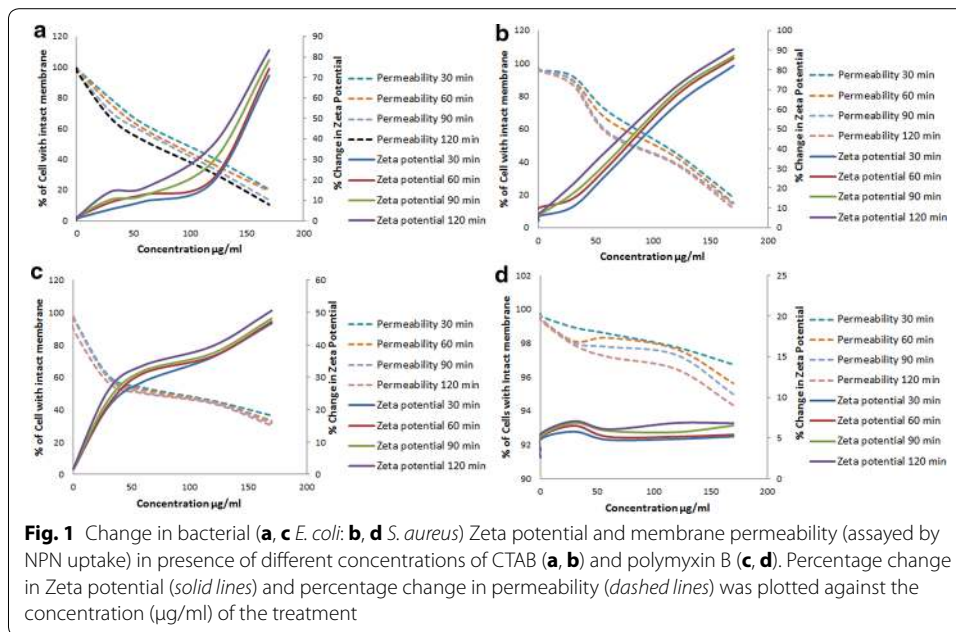 a
% of Cell with intact membrane
120
100
80
60
40
20
0
0 50 100 150 200
Concentration µg/ml
90
80
70
60
50
40
30
20
10
0
% Change in Zeta Potential
Permeability 30 min
Permeability 60 min
Permeability 90 min
Permeability 120 min
Zeta potential 30 min
Zeta potential 60 min
Zeta potential 90 min
Zeta potential 120 min
b
% of Cell with intact membrane
120
100
80
60
40
20
0
0 50 100 150 200
Concentration µg/ml
100
90
80
70
60
50
40
30
20
10
0
% Change in Zeta Potential
Permeability 30 min
Permeability 60 min
Permeability 90 min
Permeability 120 min
Zeta potential 30 min
Zeta potential 60 min
Zeta potential 90 min
Zeta potential 120 min
c
% of Cell with intact membrane
120
100
80
60
40
20
0
0 50 100 150 200
Concentration µg/ml
60
50
40
30
20
10
0
% Change in Zeta Potential
Permeability 30 min
Permeability 60 min
Permeability 90 min
Permeability 120 min
Zeta potential 30 min
Zeta potential 60 min
Zeta potential 90 min
Zeta potential 120 min
d
% of Cells with intact membrane
102
100
98
96
94
92
90
0 50 100 150 200
Concentration µg/ml
25
20
15
10
5
0
% Change in Zeta Potential
Permeability 30 min
Permeability 60 min
Permeability 90 min
Permeability 120 min
Zeta potential 30 min
Zeta potential 60 min
Zeta potential 90 min
Zeta potential 120 min
Fig. 1 Change in bacterial (a, c E. coli: b, d S. aureus) Zeta potential and membrane permeability (assayed by
NPN uptake) in presence of different concentrations of CTAB (a, b) and polymyxin B (c, d). Percentage change
in Zeta potential (solid lines) and percentage change in permeability (dashed lines) was plotted against the
concentration (µg/ml) of the treatment